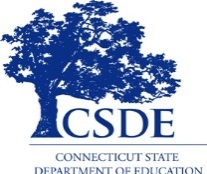 CSDE
CONNECTICUT STATE
DEPARTMENT OF EDUCATION